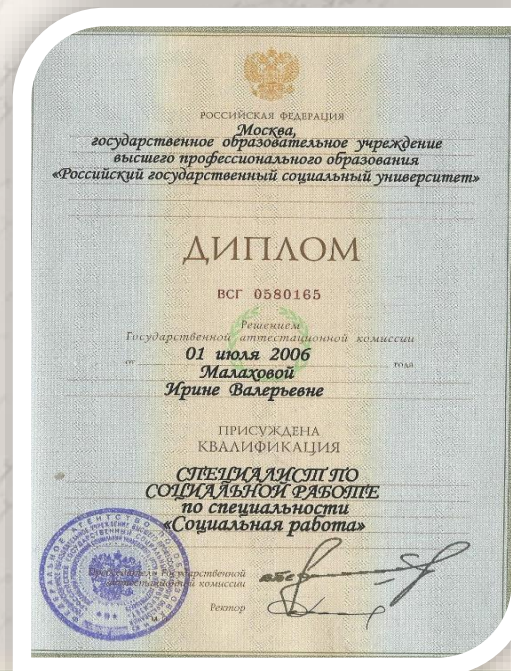 РОССИЙСКАЯ ФЕДЕРАЦИЯ
Москва,
государственное образовательное учреждение
высшего профессионального образования
«Российский государственный социальный университет»
ДИПЛОМ
ВСГ 0580165
Решением
Государственной аттестационной комиссии
от 01 июля 2006 года
Малаховой
Ирине Валерьевне
ПРИСУЖДЕНА
КВАЛИФИКАЦИЯ
СПЕЦИАЛИСТ ПО
СОЦИАЛЬНОЙ РАБОТЕ
по специальности
«Социальная работа»
Председатель Государственной
аттестационной комиссии
Ректор